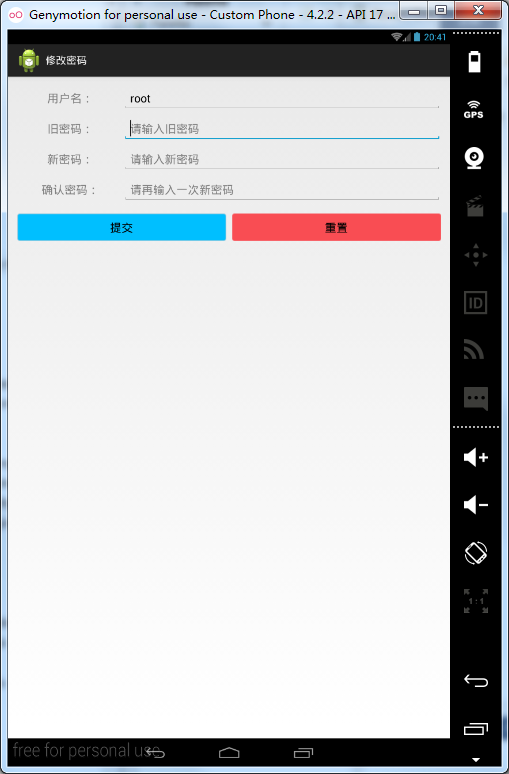 Genymotion for personal use - Custom Phone - 4.2.2 - API 17 ...
20:41
修改密码
用户名：
root
旧密码：
请输入旧密码
新密码：
请输入新密码
确认密码：
请再输入一次新密码
提交
重置
GPS
ID
1:1
free for personal use